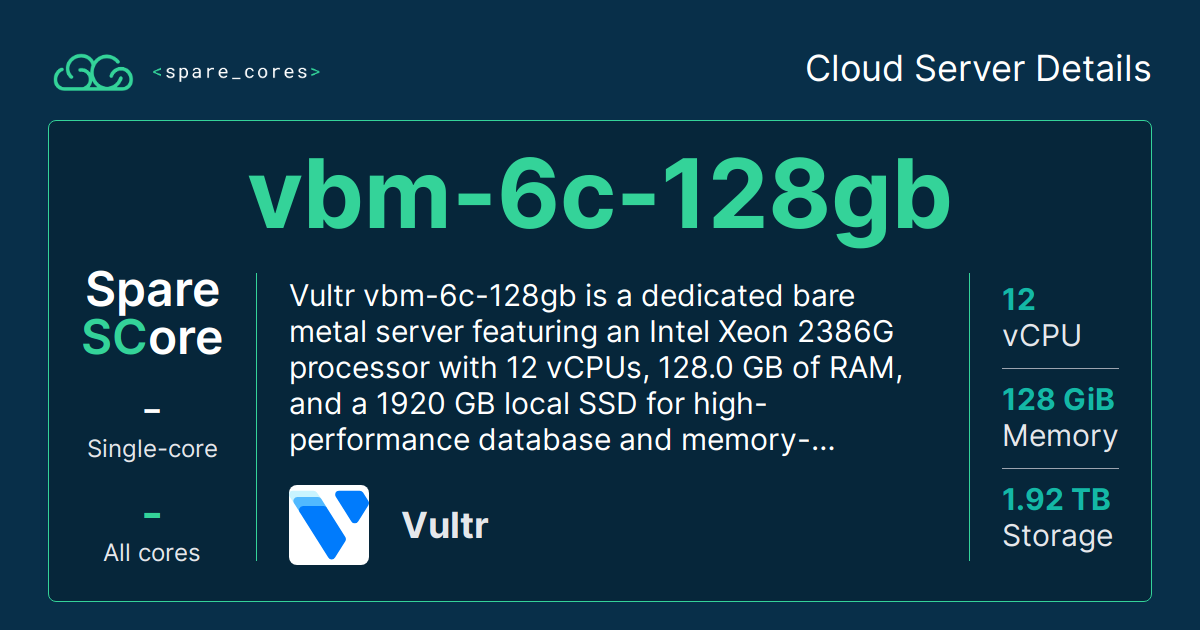 <spare_cores>
Cloud Server Details
vbm-6c-128gb
Spare
SCore
–
Single-core
–
All cores
Vultr vbm-6c-128gb is a dedicated bare
metal server featuring an Intel Xeon 2386G
processor with 12 vCPUs, 128.0 GB of RAM,
and a 1920 GB local SSD for high-
performance database and memory-...
Vultr
12
vCPU
128 GiB
Memory
1.92 TB
Storage